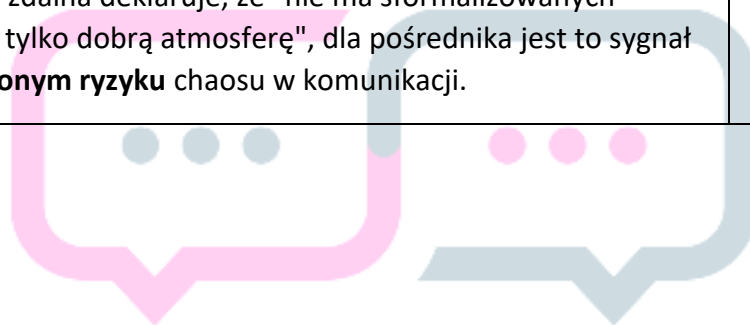 zdalna deklaruje, że "nie ma sformalizowanych
tylko dobrą atmosferę", dla pośrednika jest to sygnał
onym ryzyku chaosu w komunikacji.